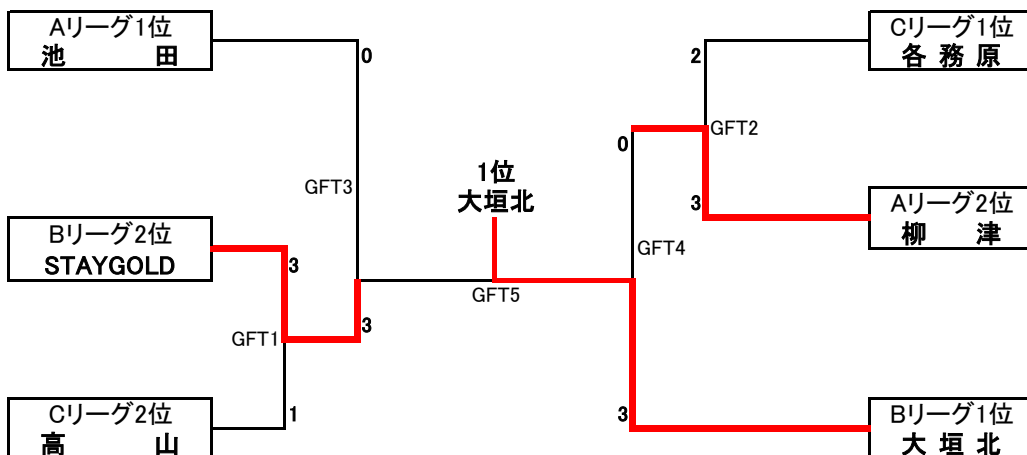 Aリーグ1位
池 田
Cリーグ1位
各 務 原
0
2
GFT2
0
1位
大垣北
GFT3
Aリーグ2位
柳 津
3
Bリーグ2位
STAYGOLD
3
GFT4
GFT5
GFT1
3
Cリーグ2位
高 山
1
3
Bリーグ1位
大 垣 北